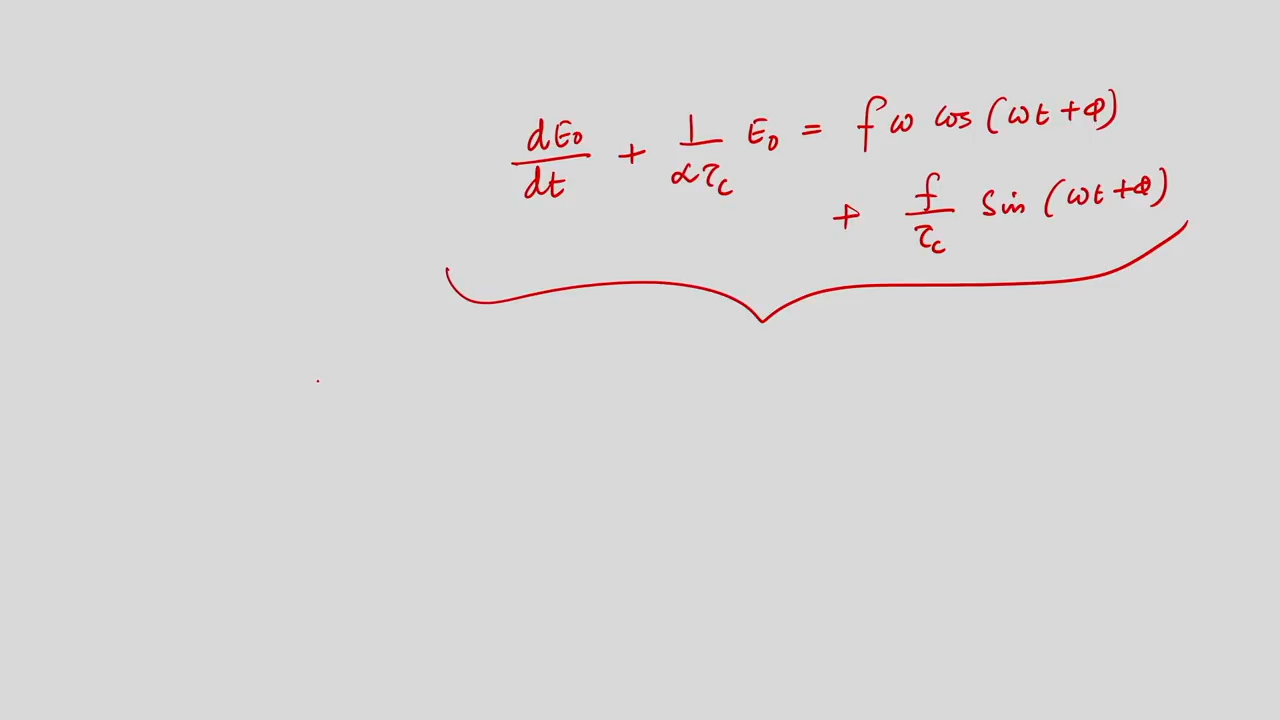 dE₀/dt + 1/ατ_c E₀ = fω cos (ωt + φ)
+ f/τ_c sin (ωt + φ)